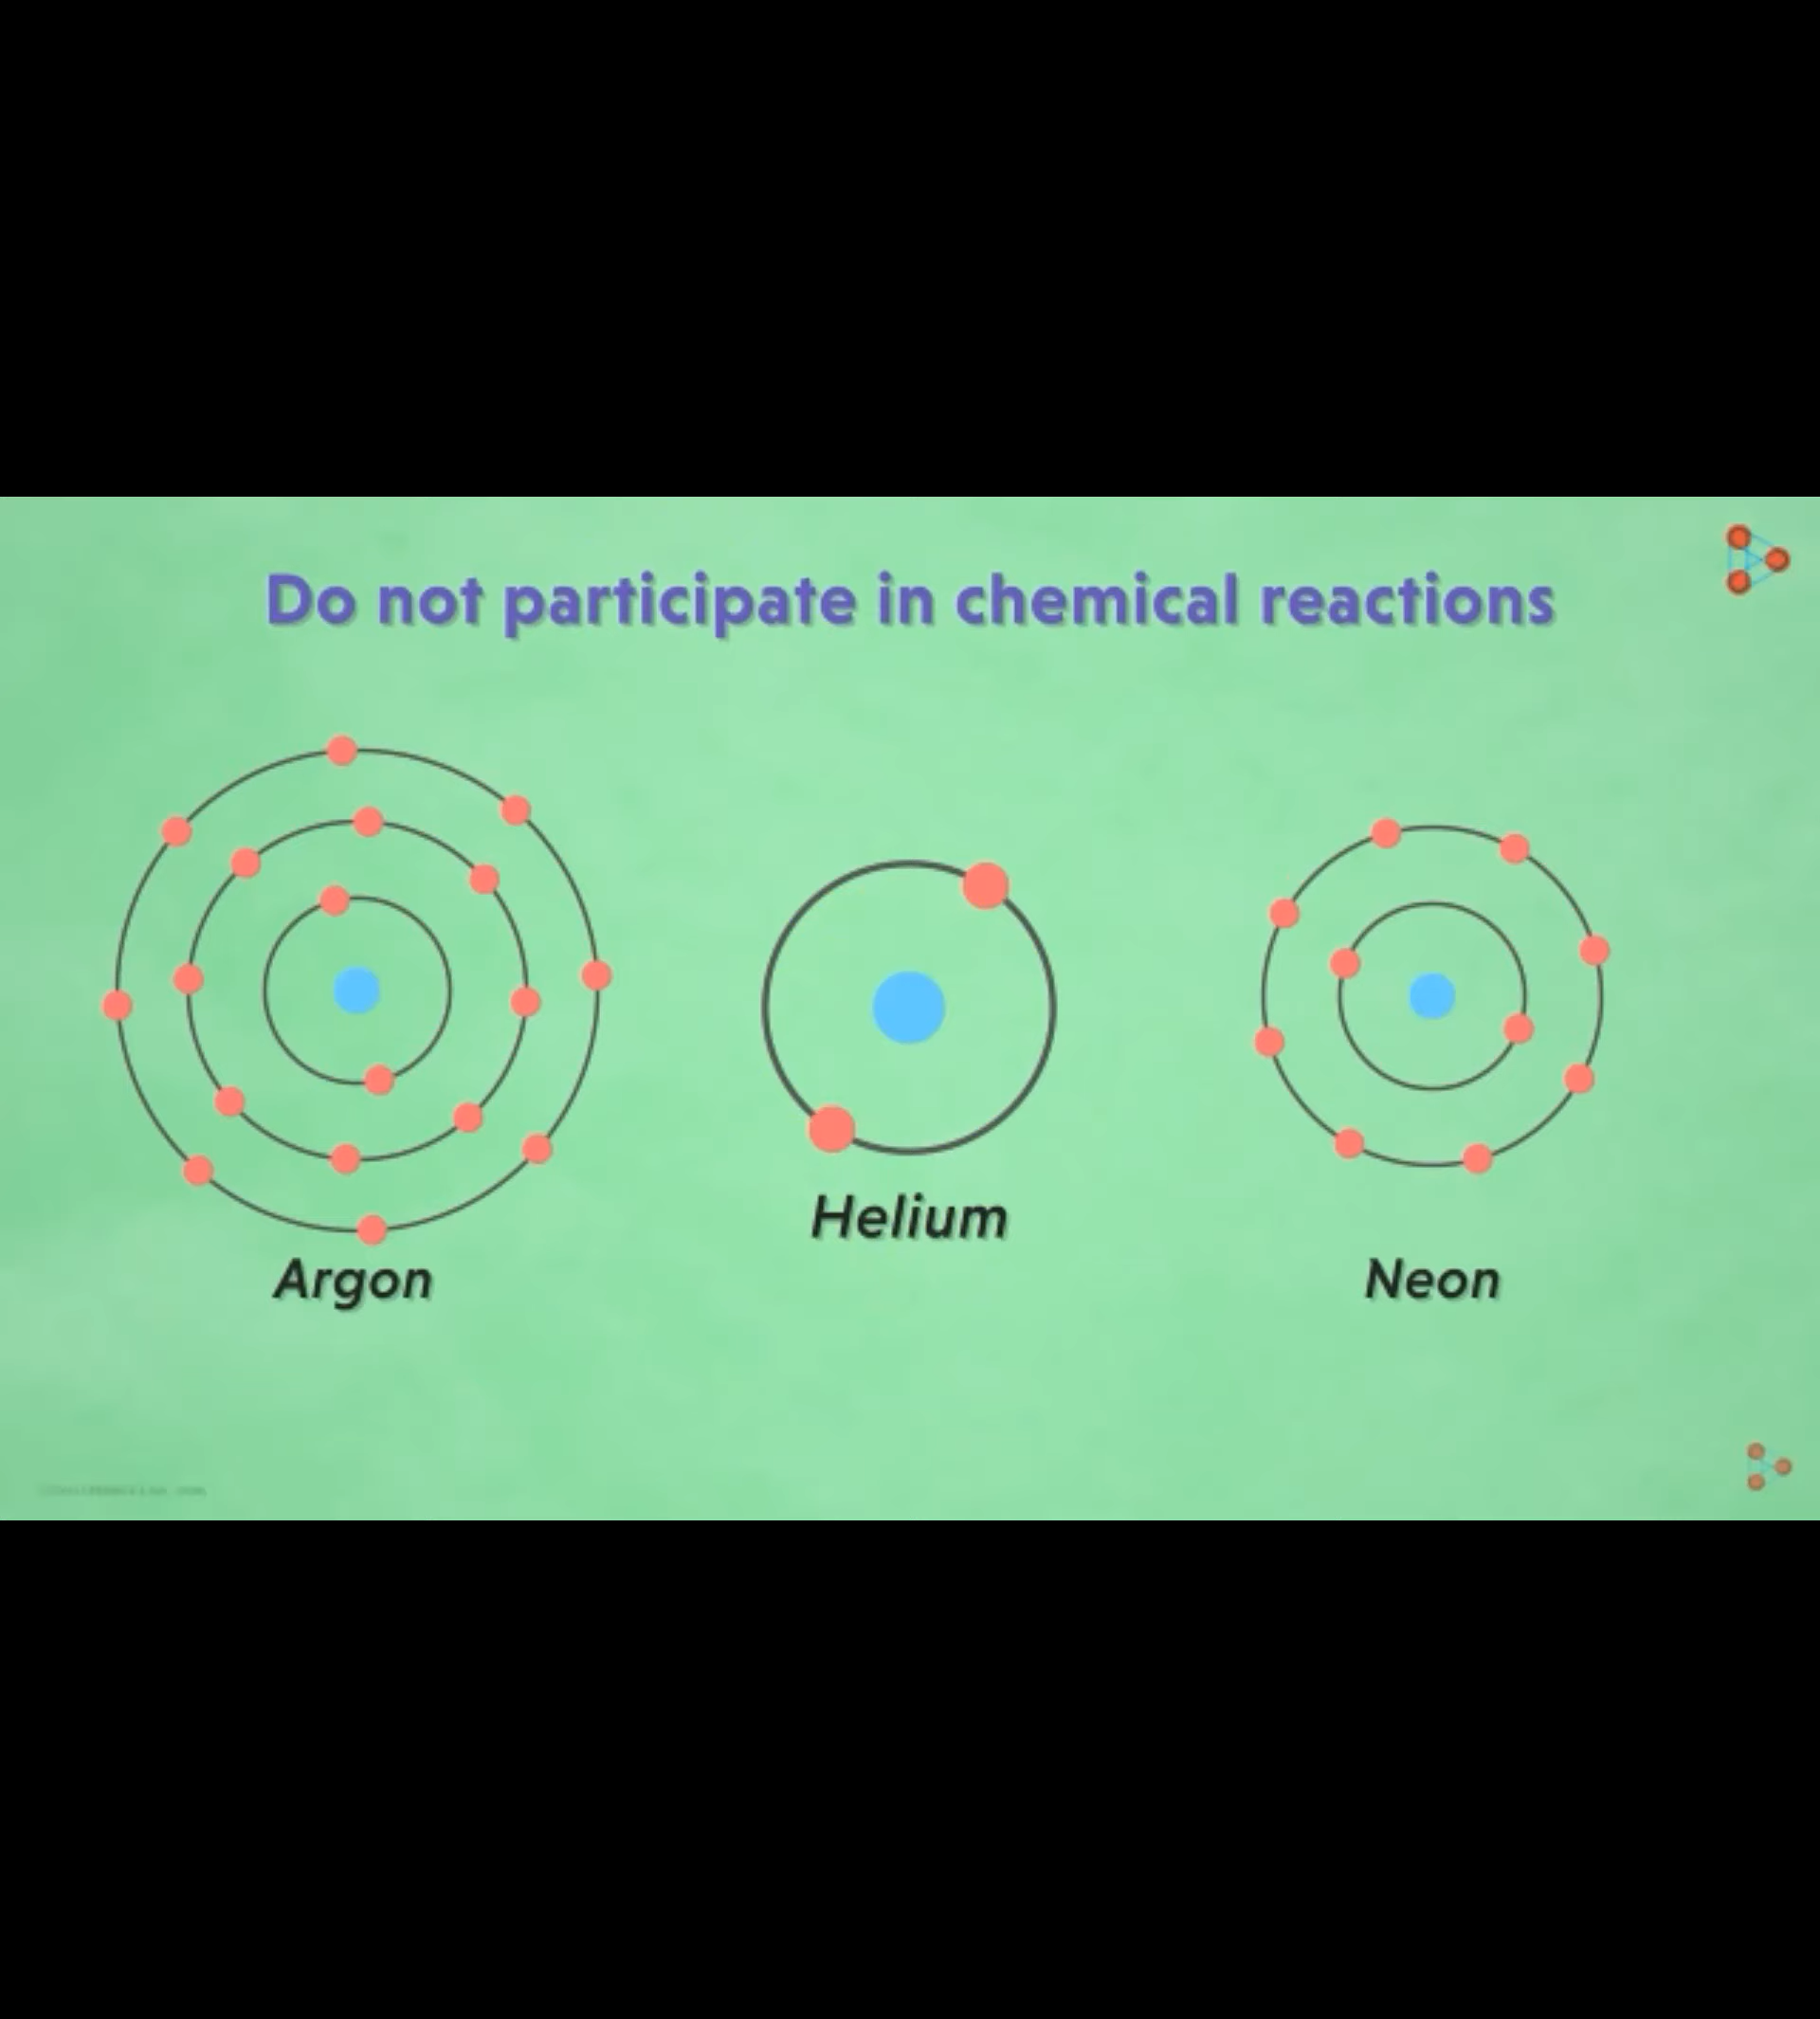 Do not participate in chemical reactions
Helium
Argon
Neon